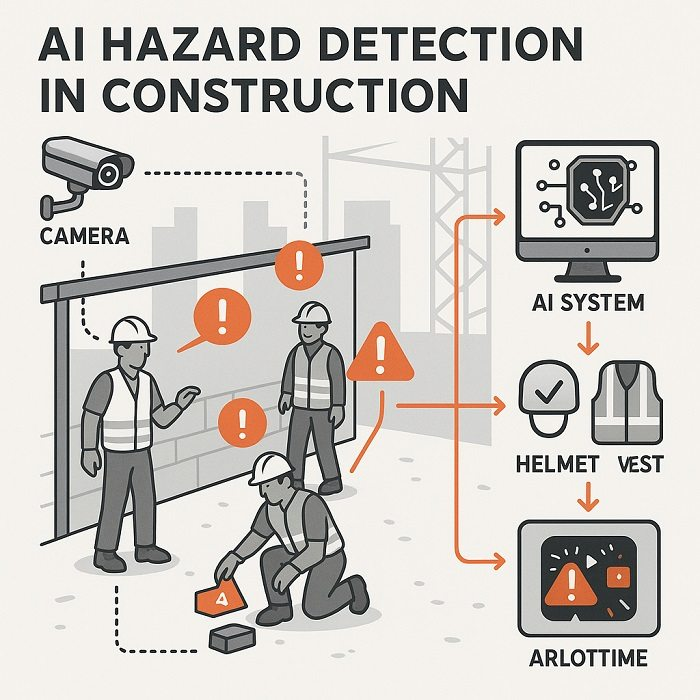 AI HAZARD DETECTION
IN CONSTRUCTION
CAMERA
!
!
!
!
AI SYSTEM
HELMET VEST
!
ARLOTTIME